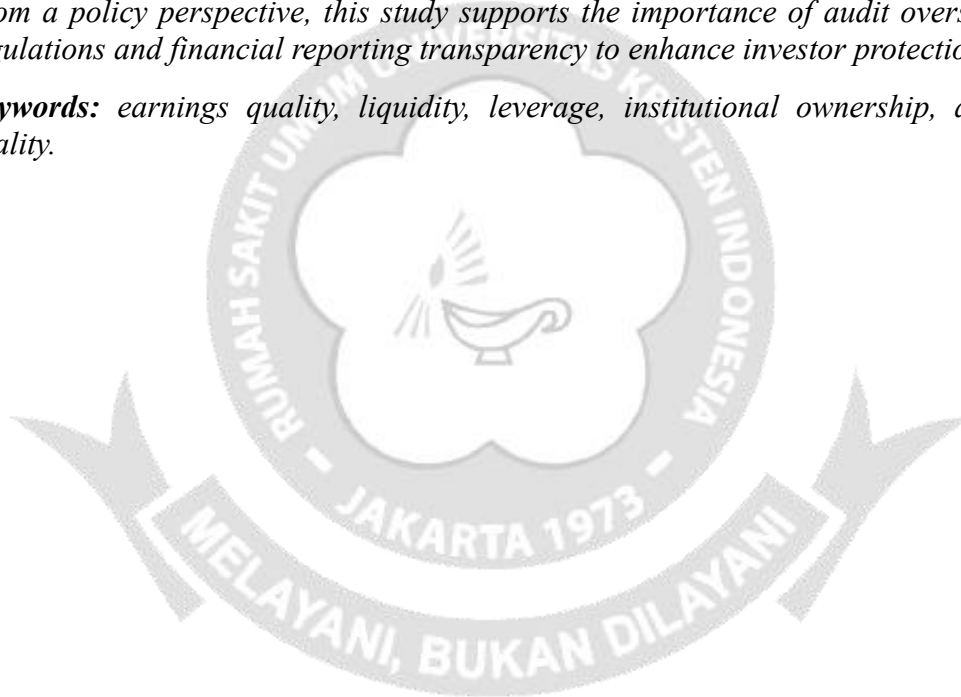 om a policy perspective, this study supports the importance of audit overs
gulations and financial reporting transparency to enhance investor protectio
ywords: earnings quality, liquidity, leverage, institutional ownership, a
ality.
RUMAH SAKIT UMUM UNIVERSITAS KRISTEN INDONESIA
- JAKARTA 1973 -
MELAYANI, BUKAN DILAYANI